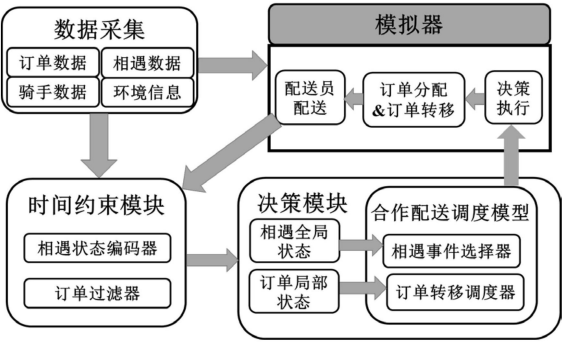 数据采集
订单数据
相遇数据
骑手数据
环境信息
模拟器
配送员
配送
订单分配
&订单转移
决策
执行
时间约束模块
相遇状态编码器
订单过滤器
决策模块
相遇全局
状态
订单局部
状态
合作配送调度模型
相遇事件选择器
订单转移调度器